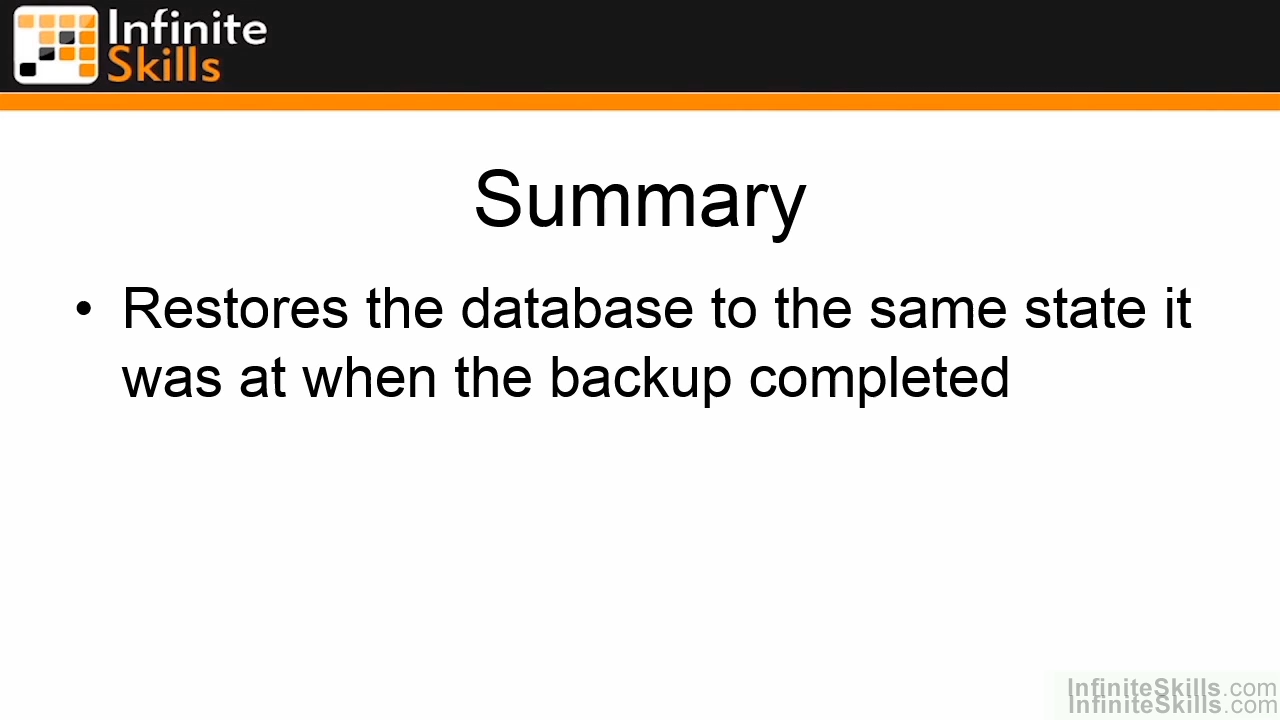 Infinite
Skills
Summary
• Restores the database to the same state it
was at when the backup completed
InfiniteSkills.com
InfiniteSkills.com